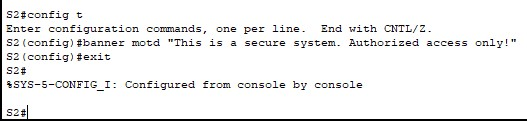 S2#config t
Enter configuration commands, one per line.  End with CNTL/Z.
S2(config)#banner motd "This is a secure system. Authorized access only!"
S2(config)#exit
S2#
%SYS-5-CONFIG_I: Configured from console by console
S2#